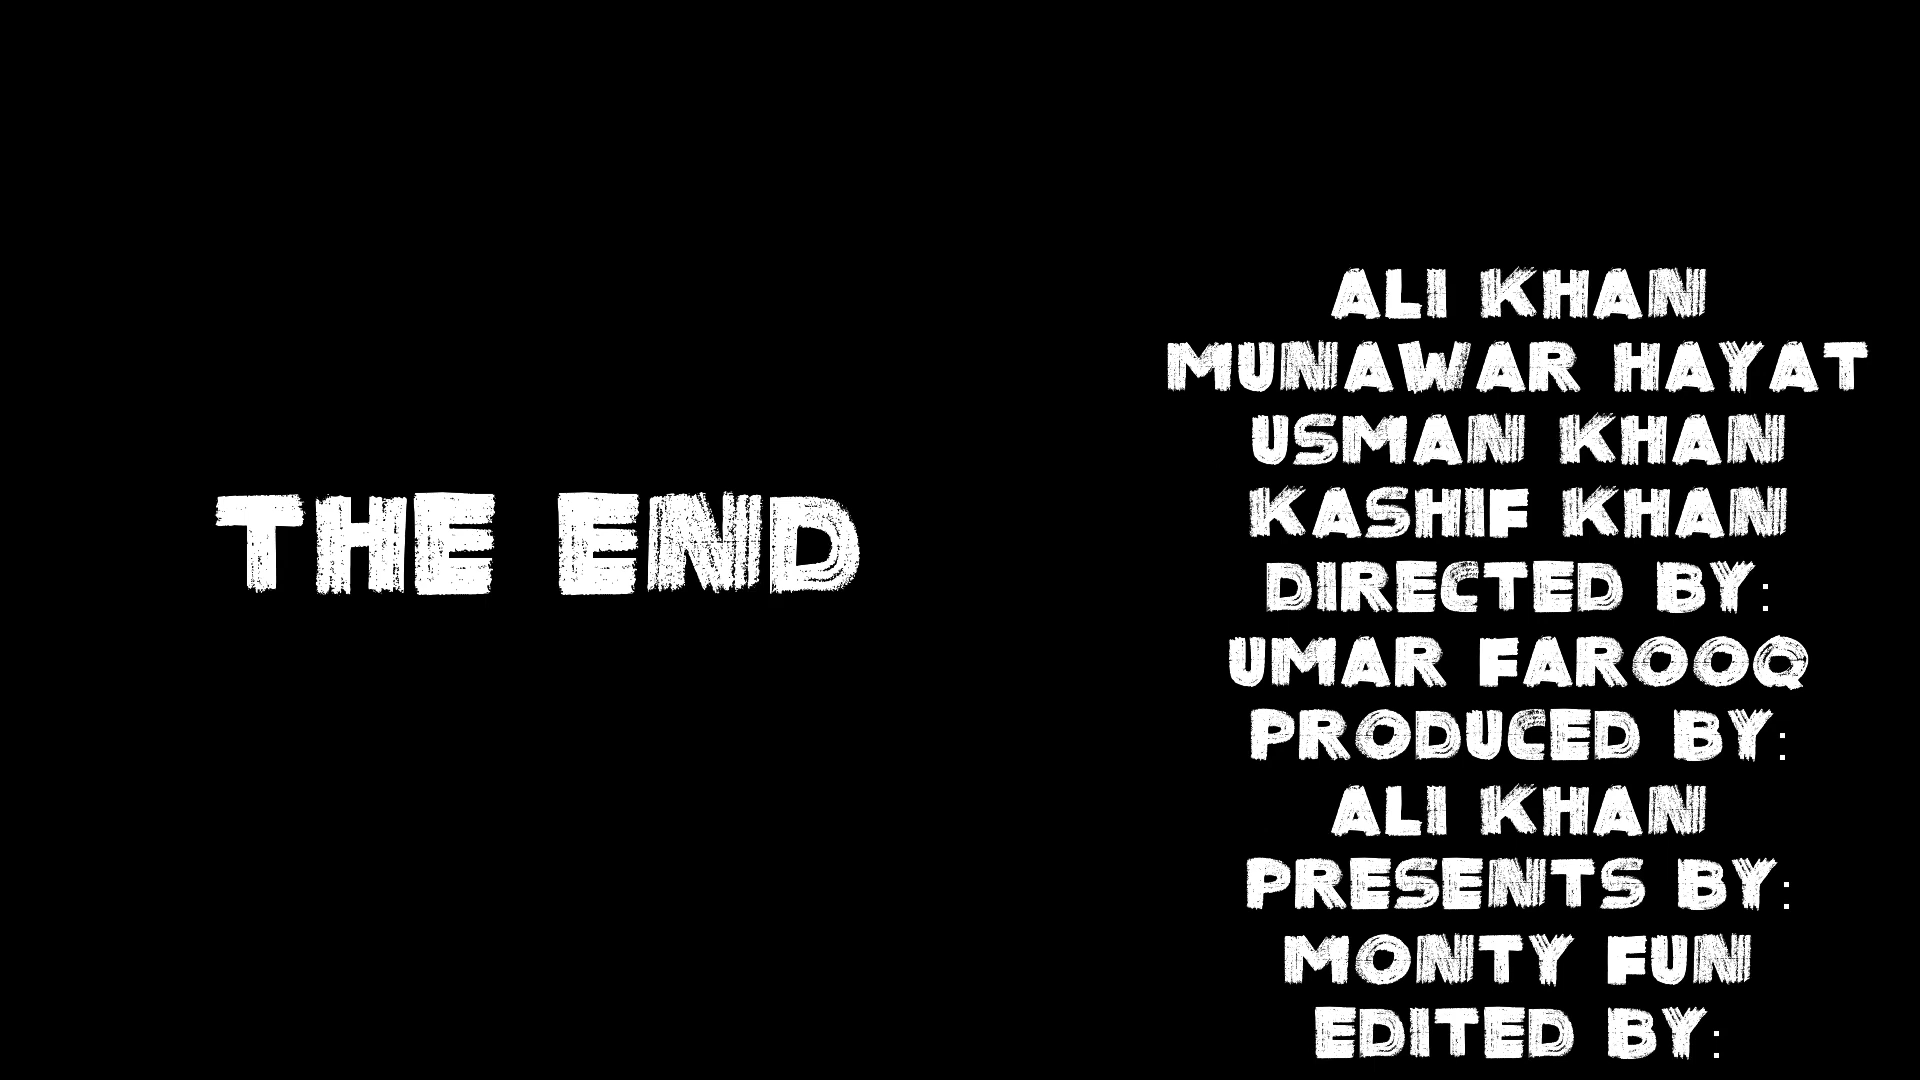 THE END
ALI KHAN
MUNAWAR HAYAT
USMAN KHAN
KASHIF KHAN
DIRECTED BY:
UMAR FAROOQ
PRODUCED BY:
ALI KHAN
PRESENTS BY:
MONTY FUN
EDITED BY: